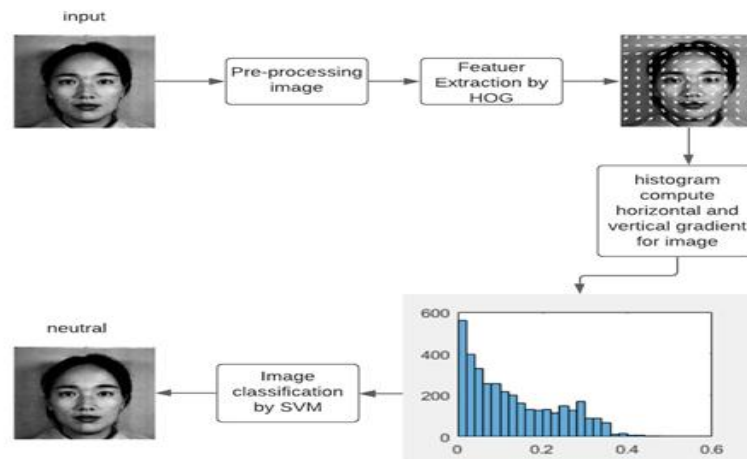 input
Pre-processing
image
Featuer
Extraction by
HOG
histogram
compute
horizontal and
vertical gradient
for image
600
400
200
0
0
0.2
0.4
0.6
Image
classification
by SVM
neutral